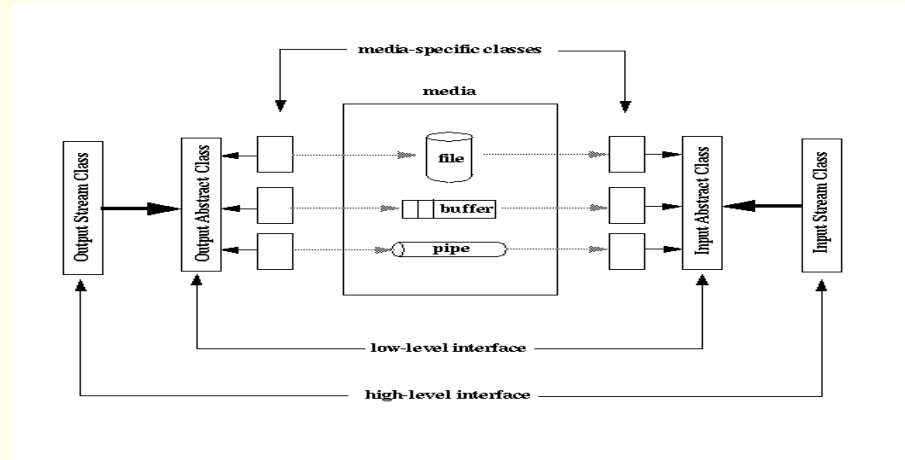 media-specific classes
media
Output Stream Class
Output Abstract Class
file
buffer
pipe
Input Abstract Class
Input Stream Class
low-level interface
high-level interface